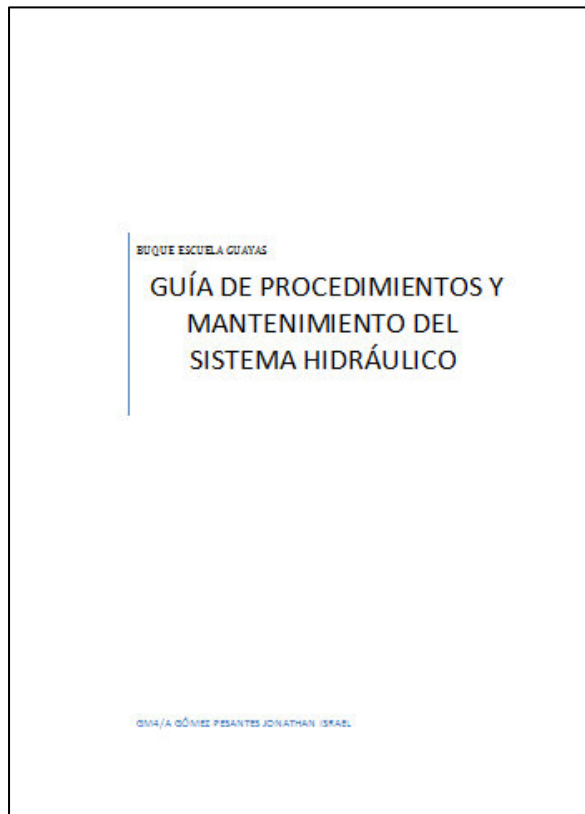 BUQUE ESCUELA GUAYAS
GUÍA DE PROCEDIMIENTOS Y
MANTENIMIENTO DEL
SISTEMA HIDRÁULICO
GM4/A GÓMEZ PESANTES JONATHAN ISRAEL